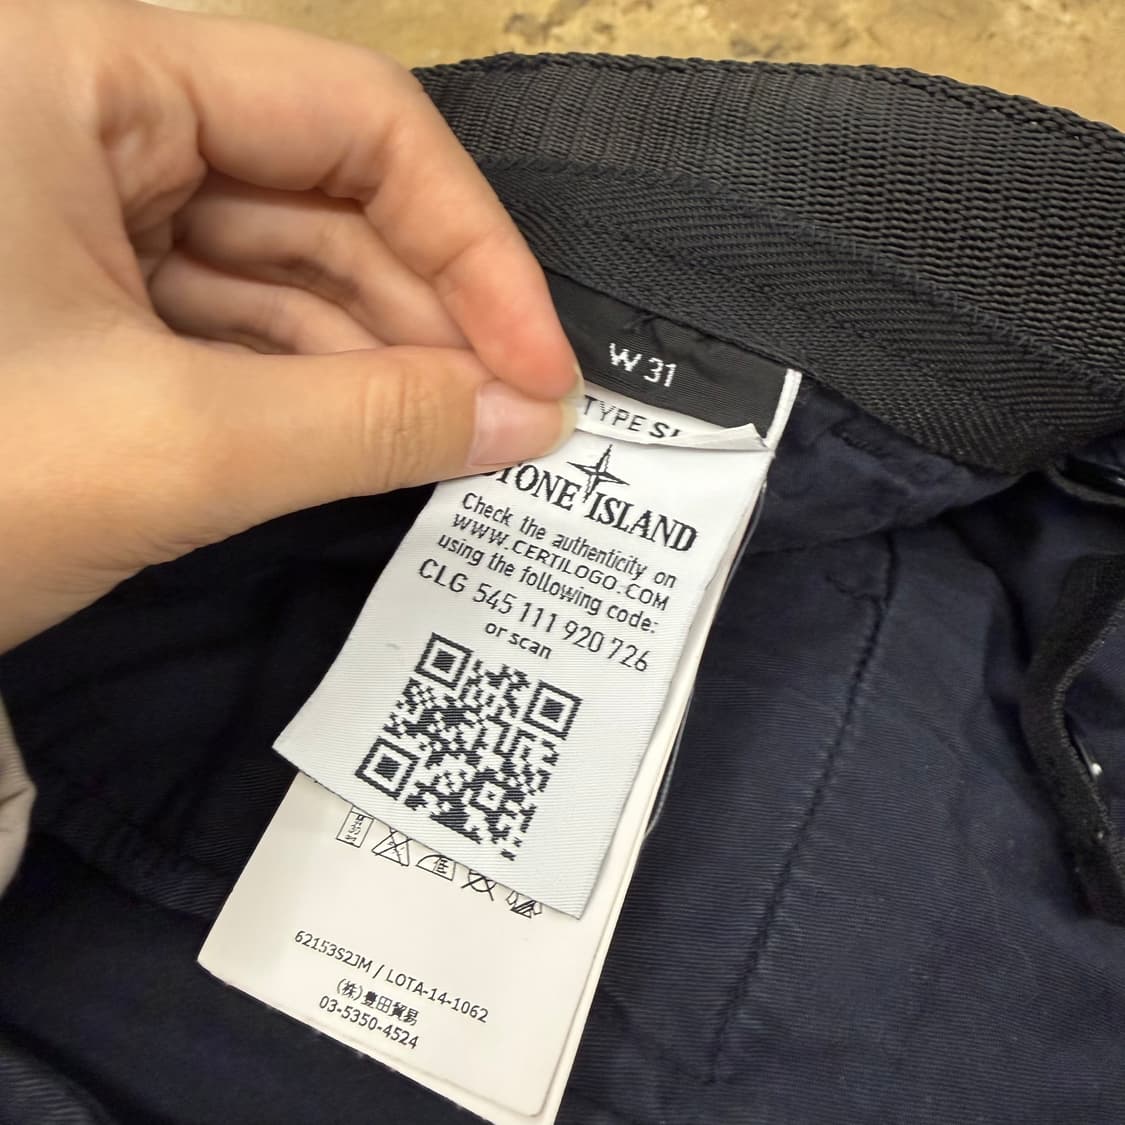 W 31
TYPE
STONE ISLAND
Check the authenticity on
WWW.CERTILOGO.COM
using the following code:
CLG 545 111 920 726
or scan
62153S2JM / LOTA-14-1062
(株)豊田貿易
03-5350-4524